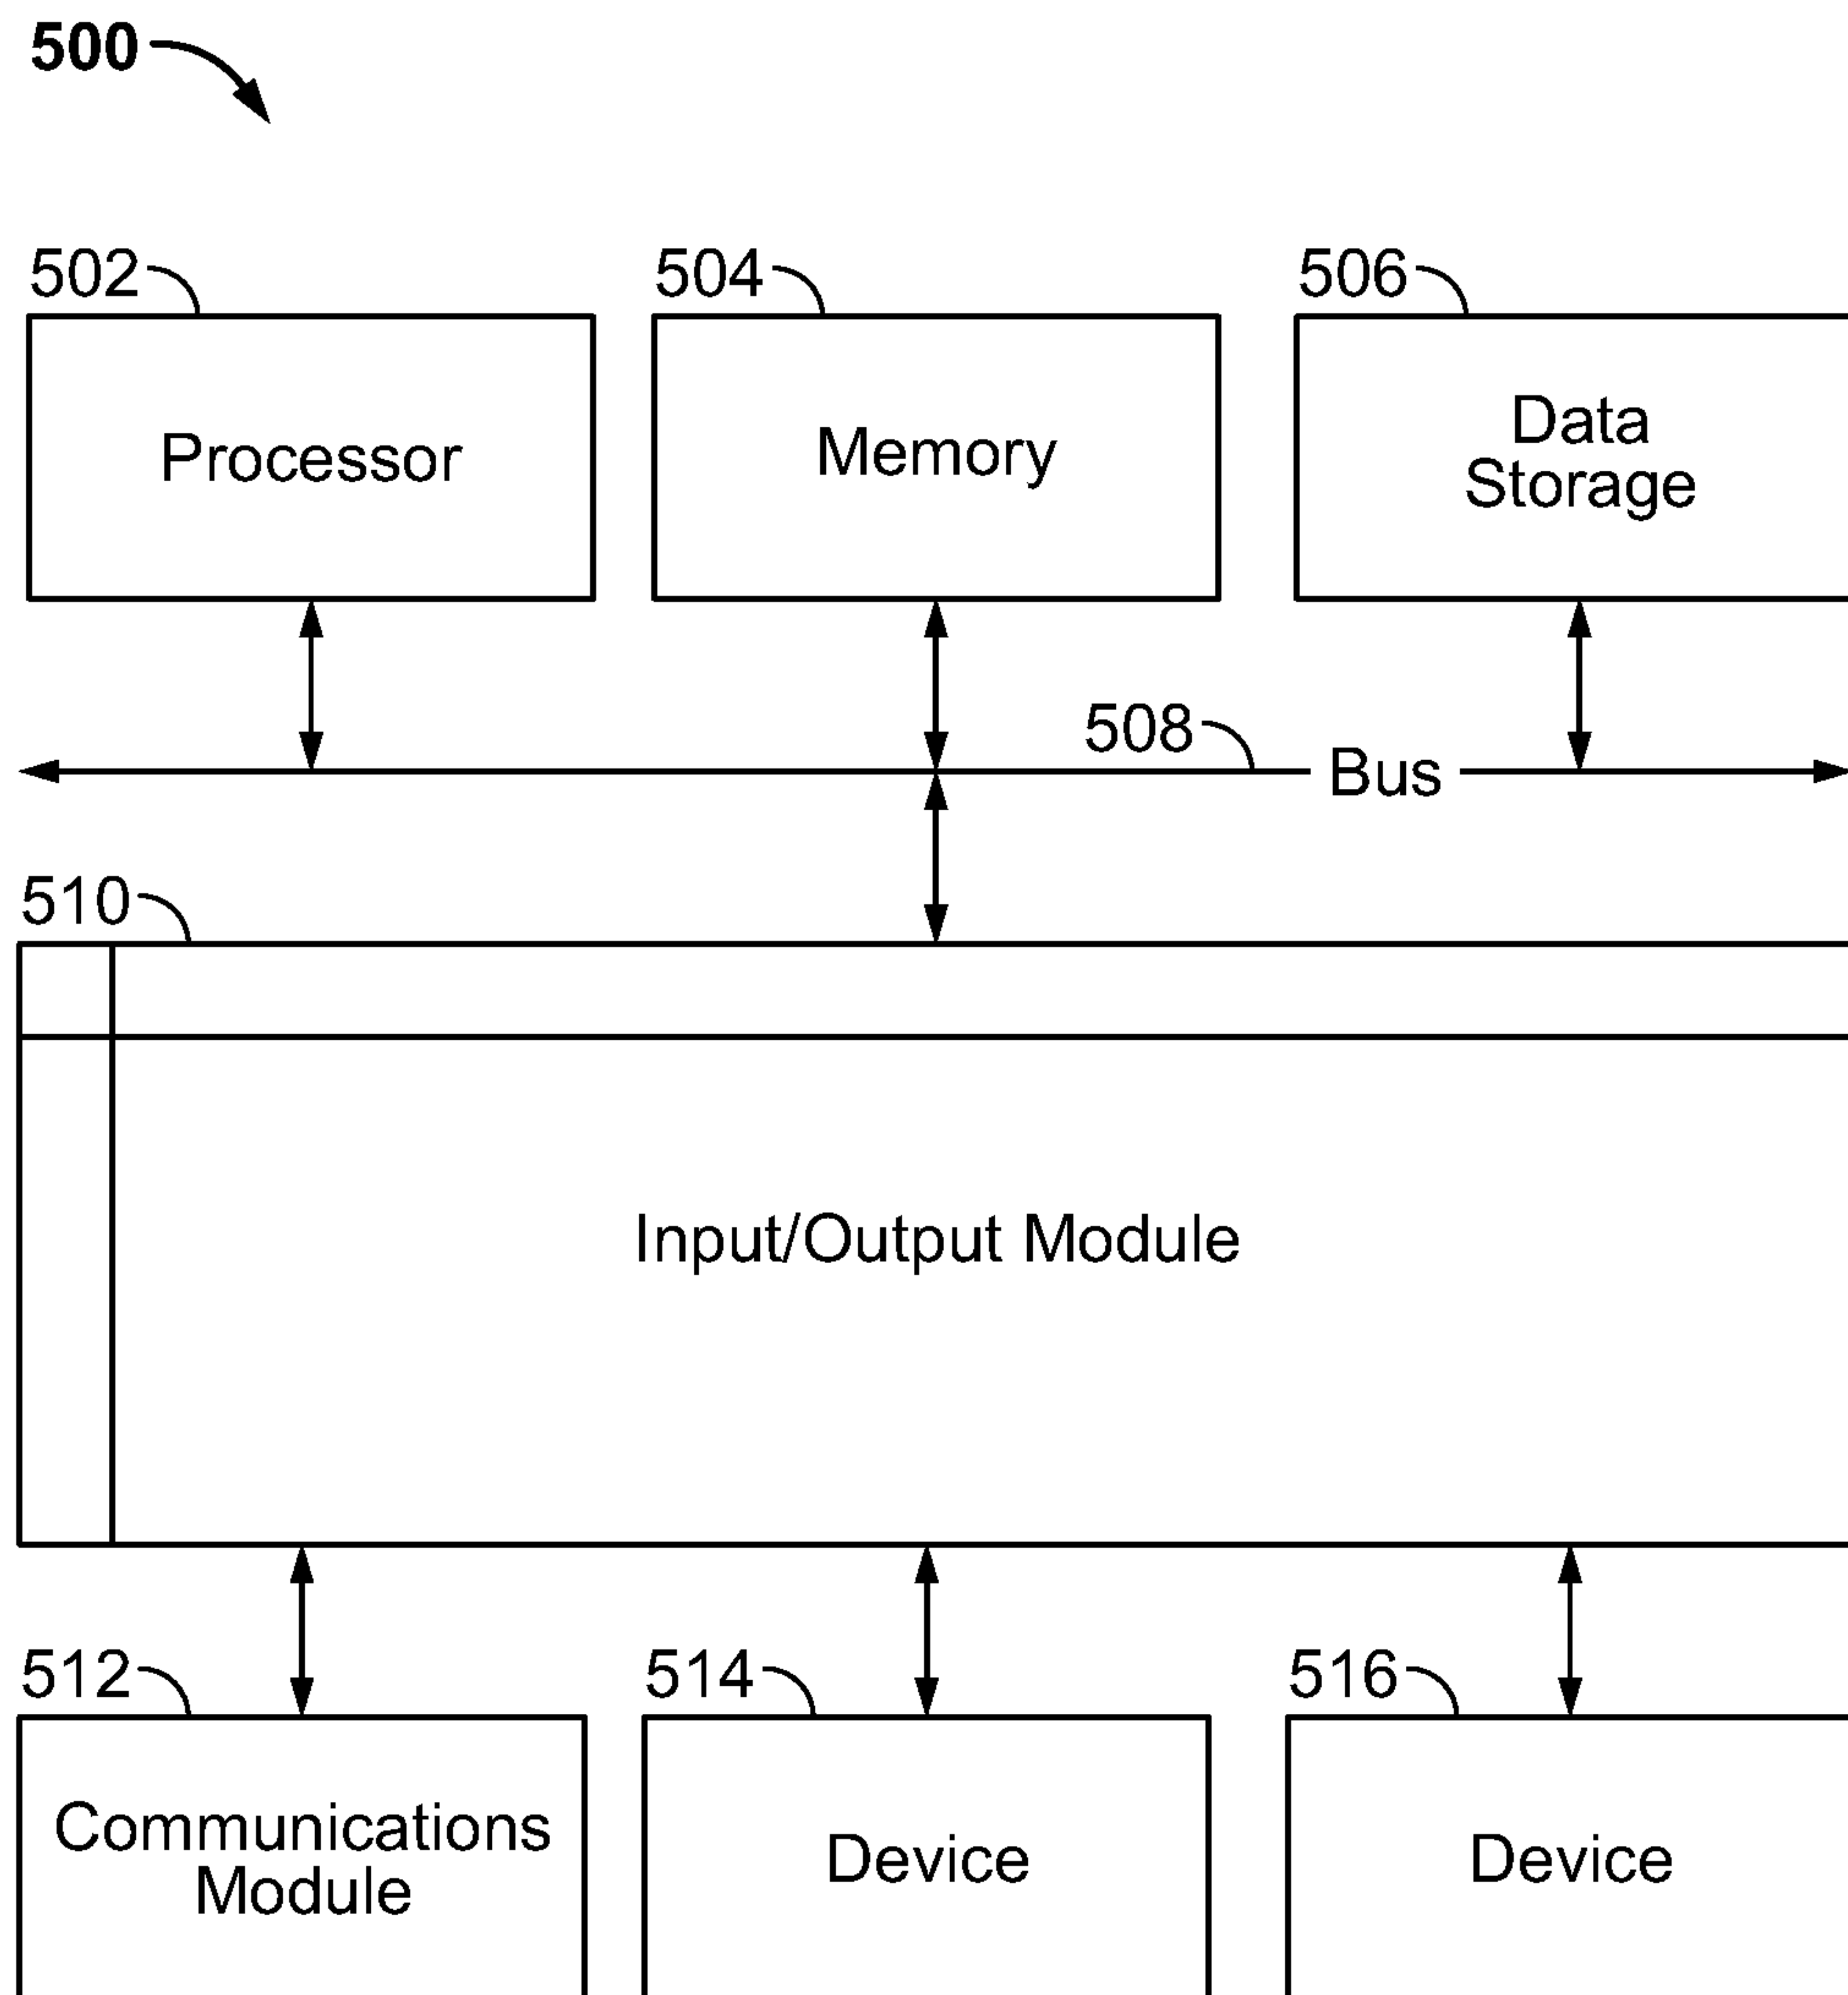 500
502
504
506
Processor
Memory
Data
Storage
508
Bus
510
Input/Output Module
512
514
516
Communications
Module
Device
Device